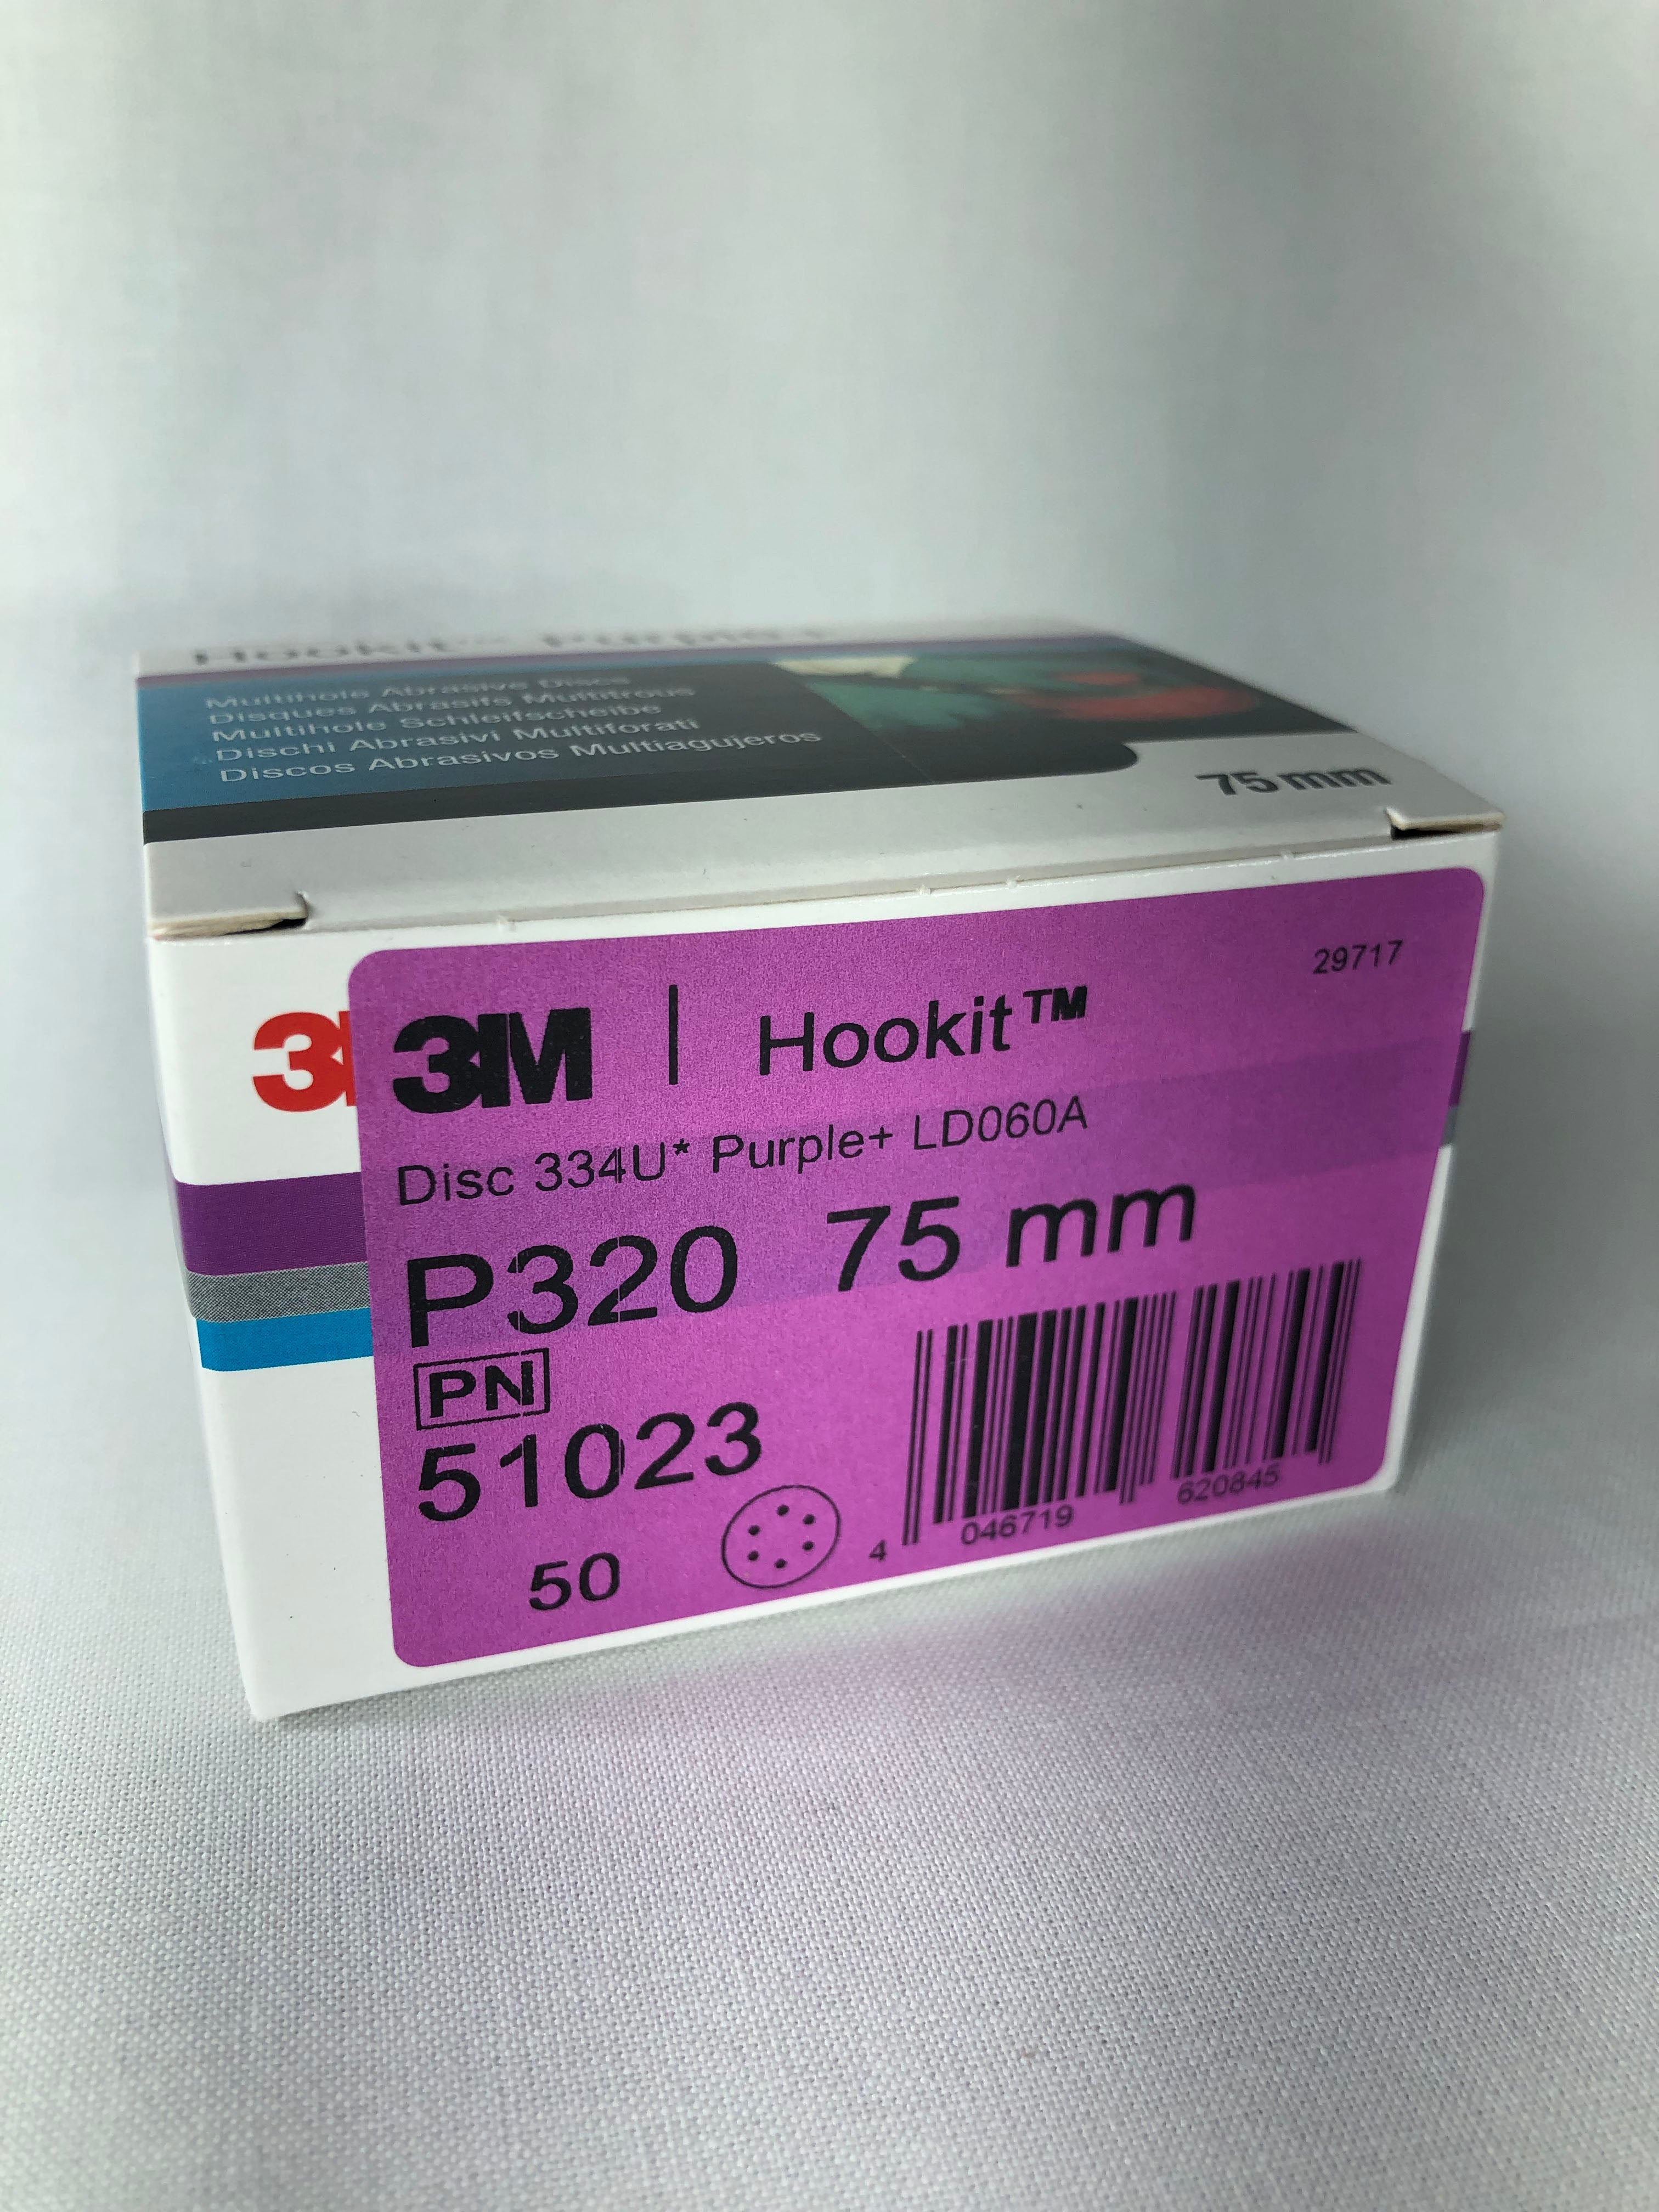 Hookit™ Purple+
Multihole Abrasive Discs
Disques Abrasifs Multitrous
Multihole Schleifscheibe
Dischi Abrasivi Multiforati
Discos Abrasivos Multiagujeros
75 mm
29717
3M | Hookit™
Disc 334U* Purple+ LD060A
P320 75 mm
PN
51023
50
4 046719 620845